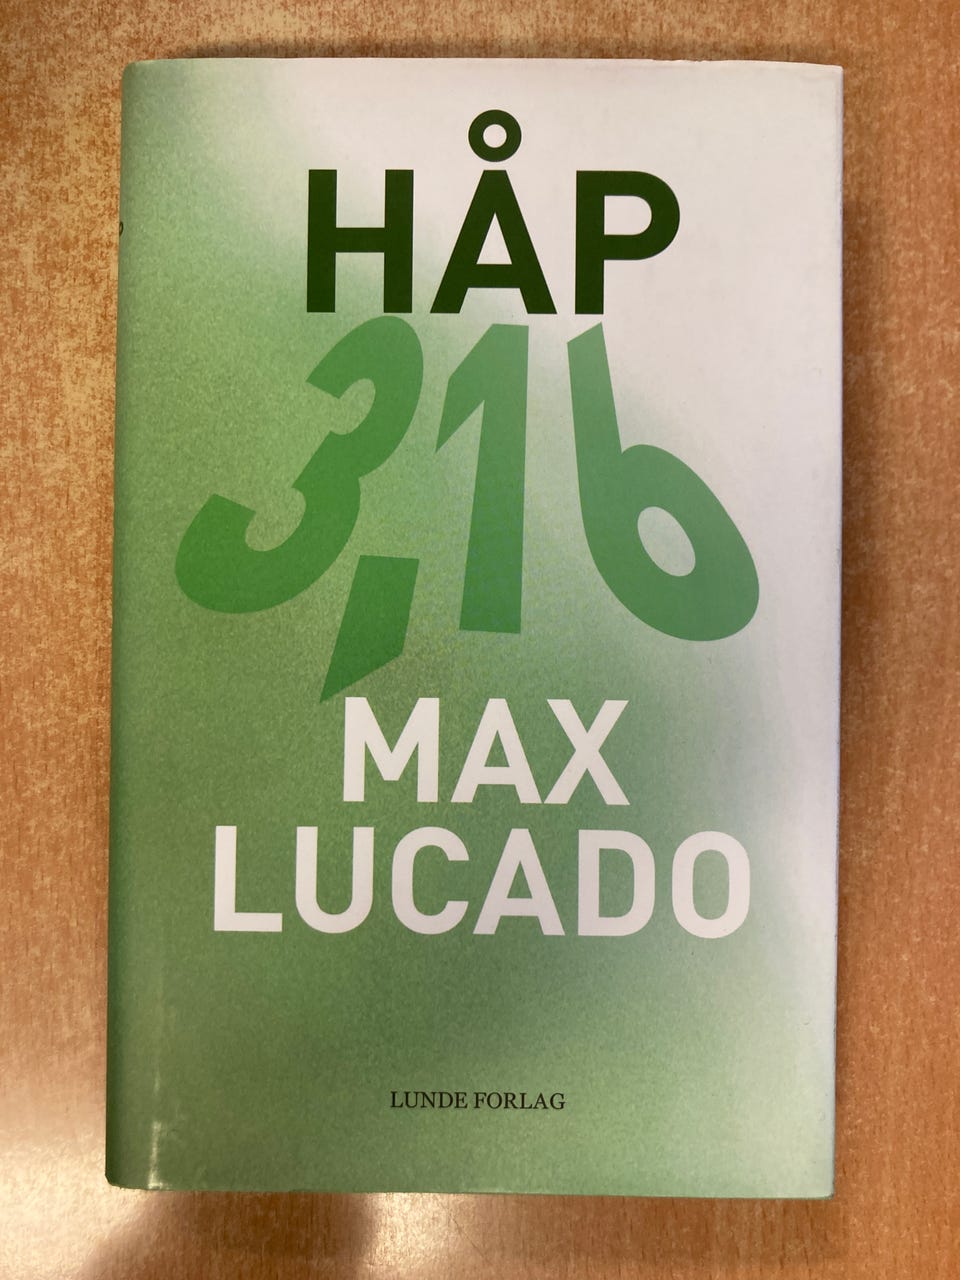 HÅP
3,16
MAX
LUCADO
LUNDE FORLAG